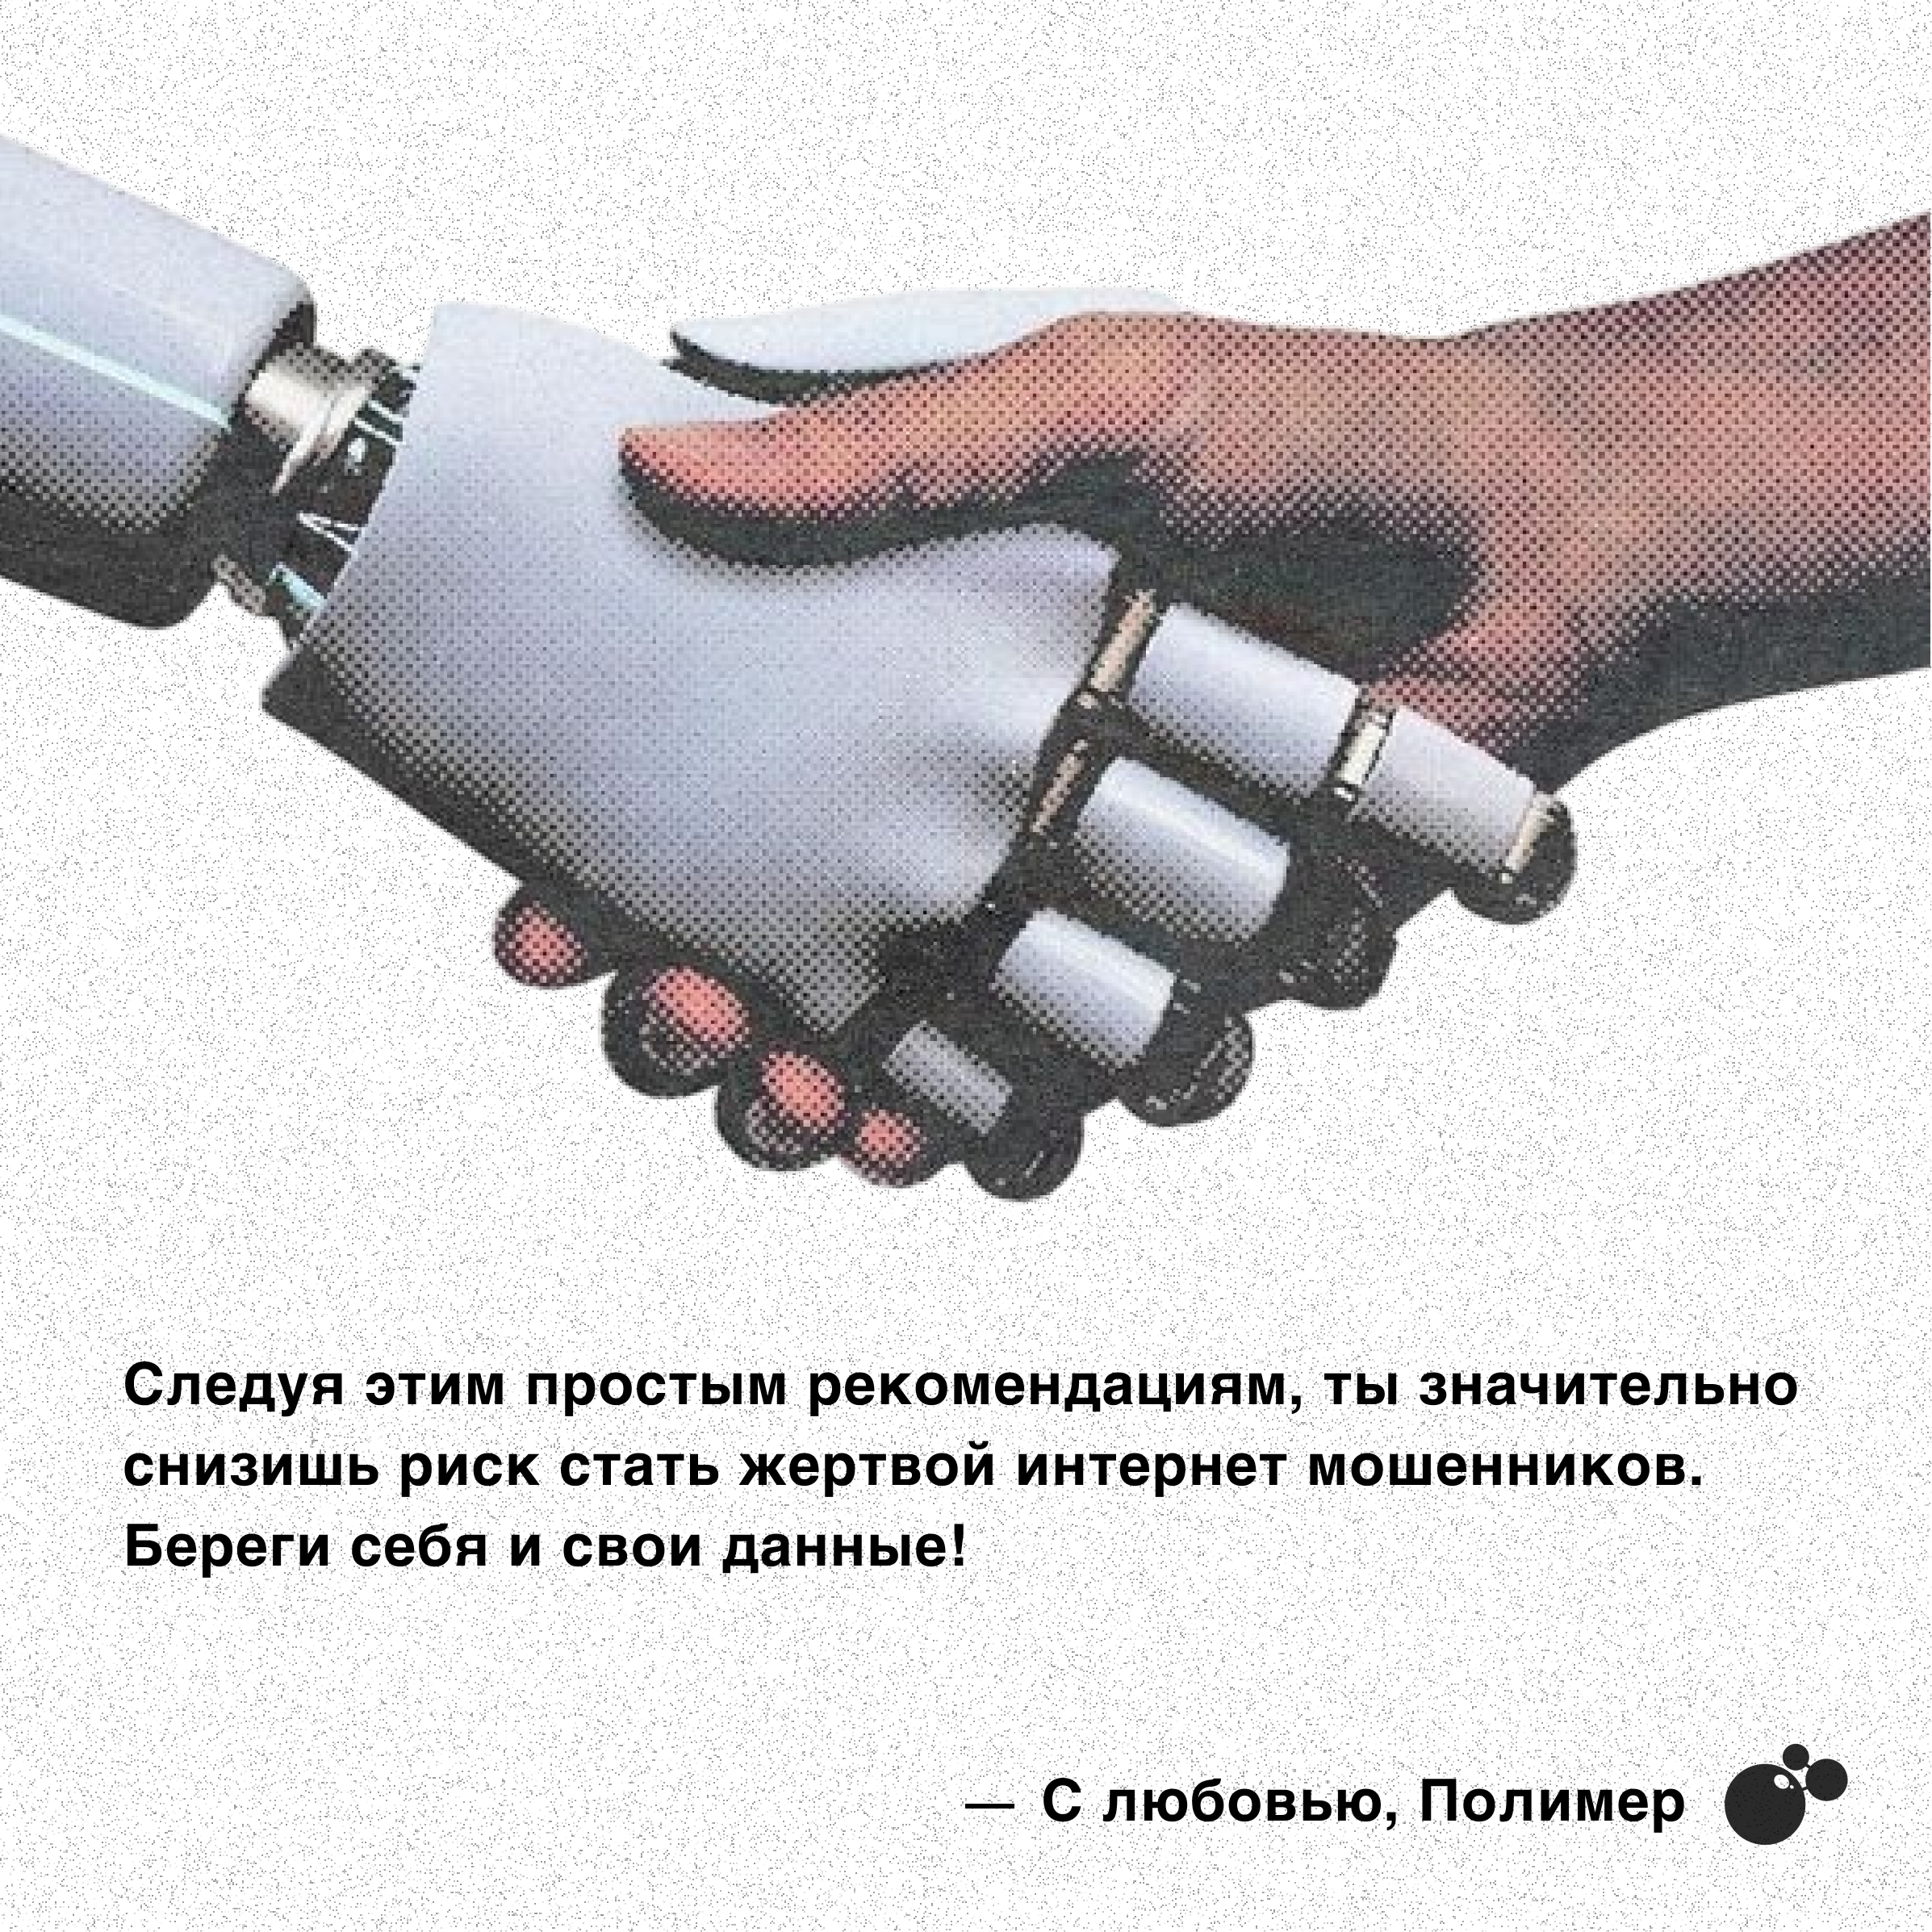 Следуя этим простым рекомендациям, ты значительно
снизишь риск стать жертвой интернет мошенников.
Береги себя и свои данные!
— С любовью, Полимер